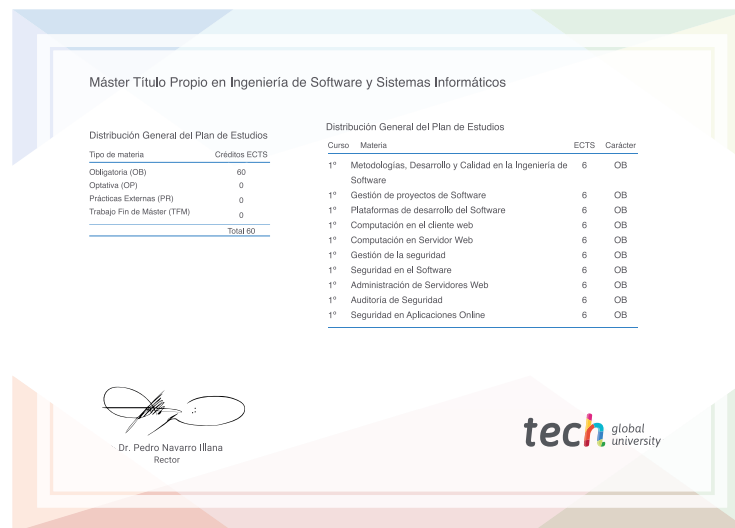 Máster Título Propio en Ingeniería de Software y Sistemas Informáticos
Distribución General del Plan de Estudios
Tipo de materia Créditos ECTS
Obligatoria (OB) 60
Optativa (OP) 0
Prácticas Externas (PR) 0
Trabajo Fin de Máster (TFM) 0
Total 60
Distribución General del Plan de Estudios
Curso Materia ECTS Carácter
1º Metodologías, Desarrollo y Calidad en la Ingeniería de 6 OB
Software
1º Gestión de proyectos de Software 6 OB
1º Plataformas de desarrollo del Software 6 OB
1º Computación en el cliente web 6 OB
1º Computación en Servidor Web 6 OB
1º Gestión de la seguridad 6 OB
1º Seguridad en el Software 6 OB
1º Administración de Servidores Web 6 OB
1º Auditoría de Seguridad 6 OB
1º Seguridad en Aplicaciones Online 6 OB
Dr. Pedro Navarro Illana
Rector
tech global
university